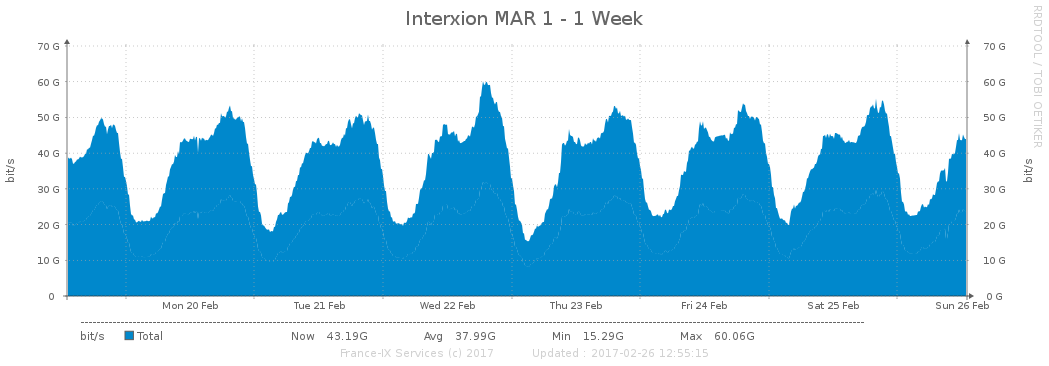 Interxion MAR 1 - 1 Week
RRDTOOL / TOBI OETIKER
70 G 70 G
60 G 60 G
50 G 50 G
40 G 40 G
30 G 30 G
20 G 20 G
10 G 10 G
0 0 G
bit/s bit/s
Mon 20 Feb Tue 21 Feb Wed 22 Feb Thu 23 Feb Fri 24 Feb Sat 25 Feb Sun 26 Feb
bit/s Total Now 43.19G Avg 37.99G Min 15.29G Max 60.06G
France-IX Services (c) 2017 Updated : 2017-02-26 12:55:15